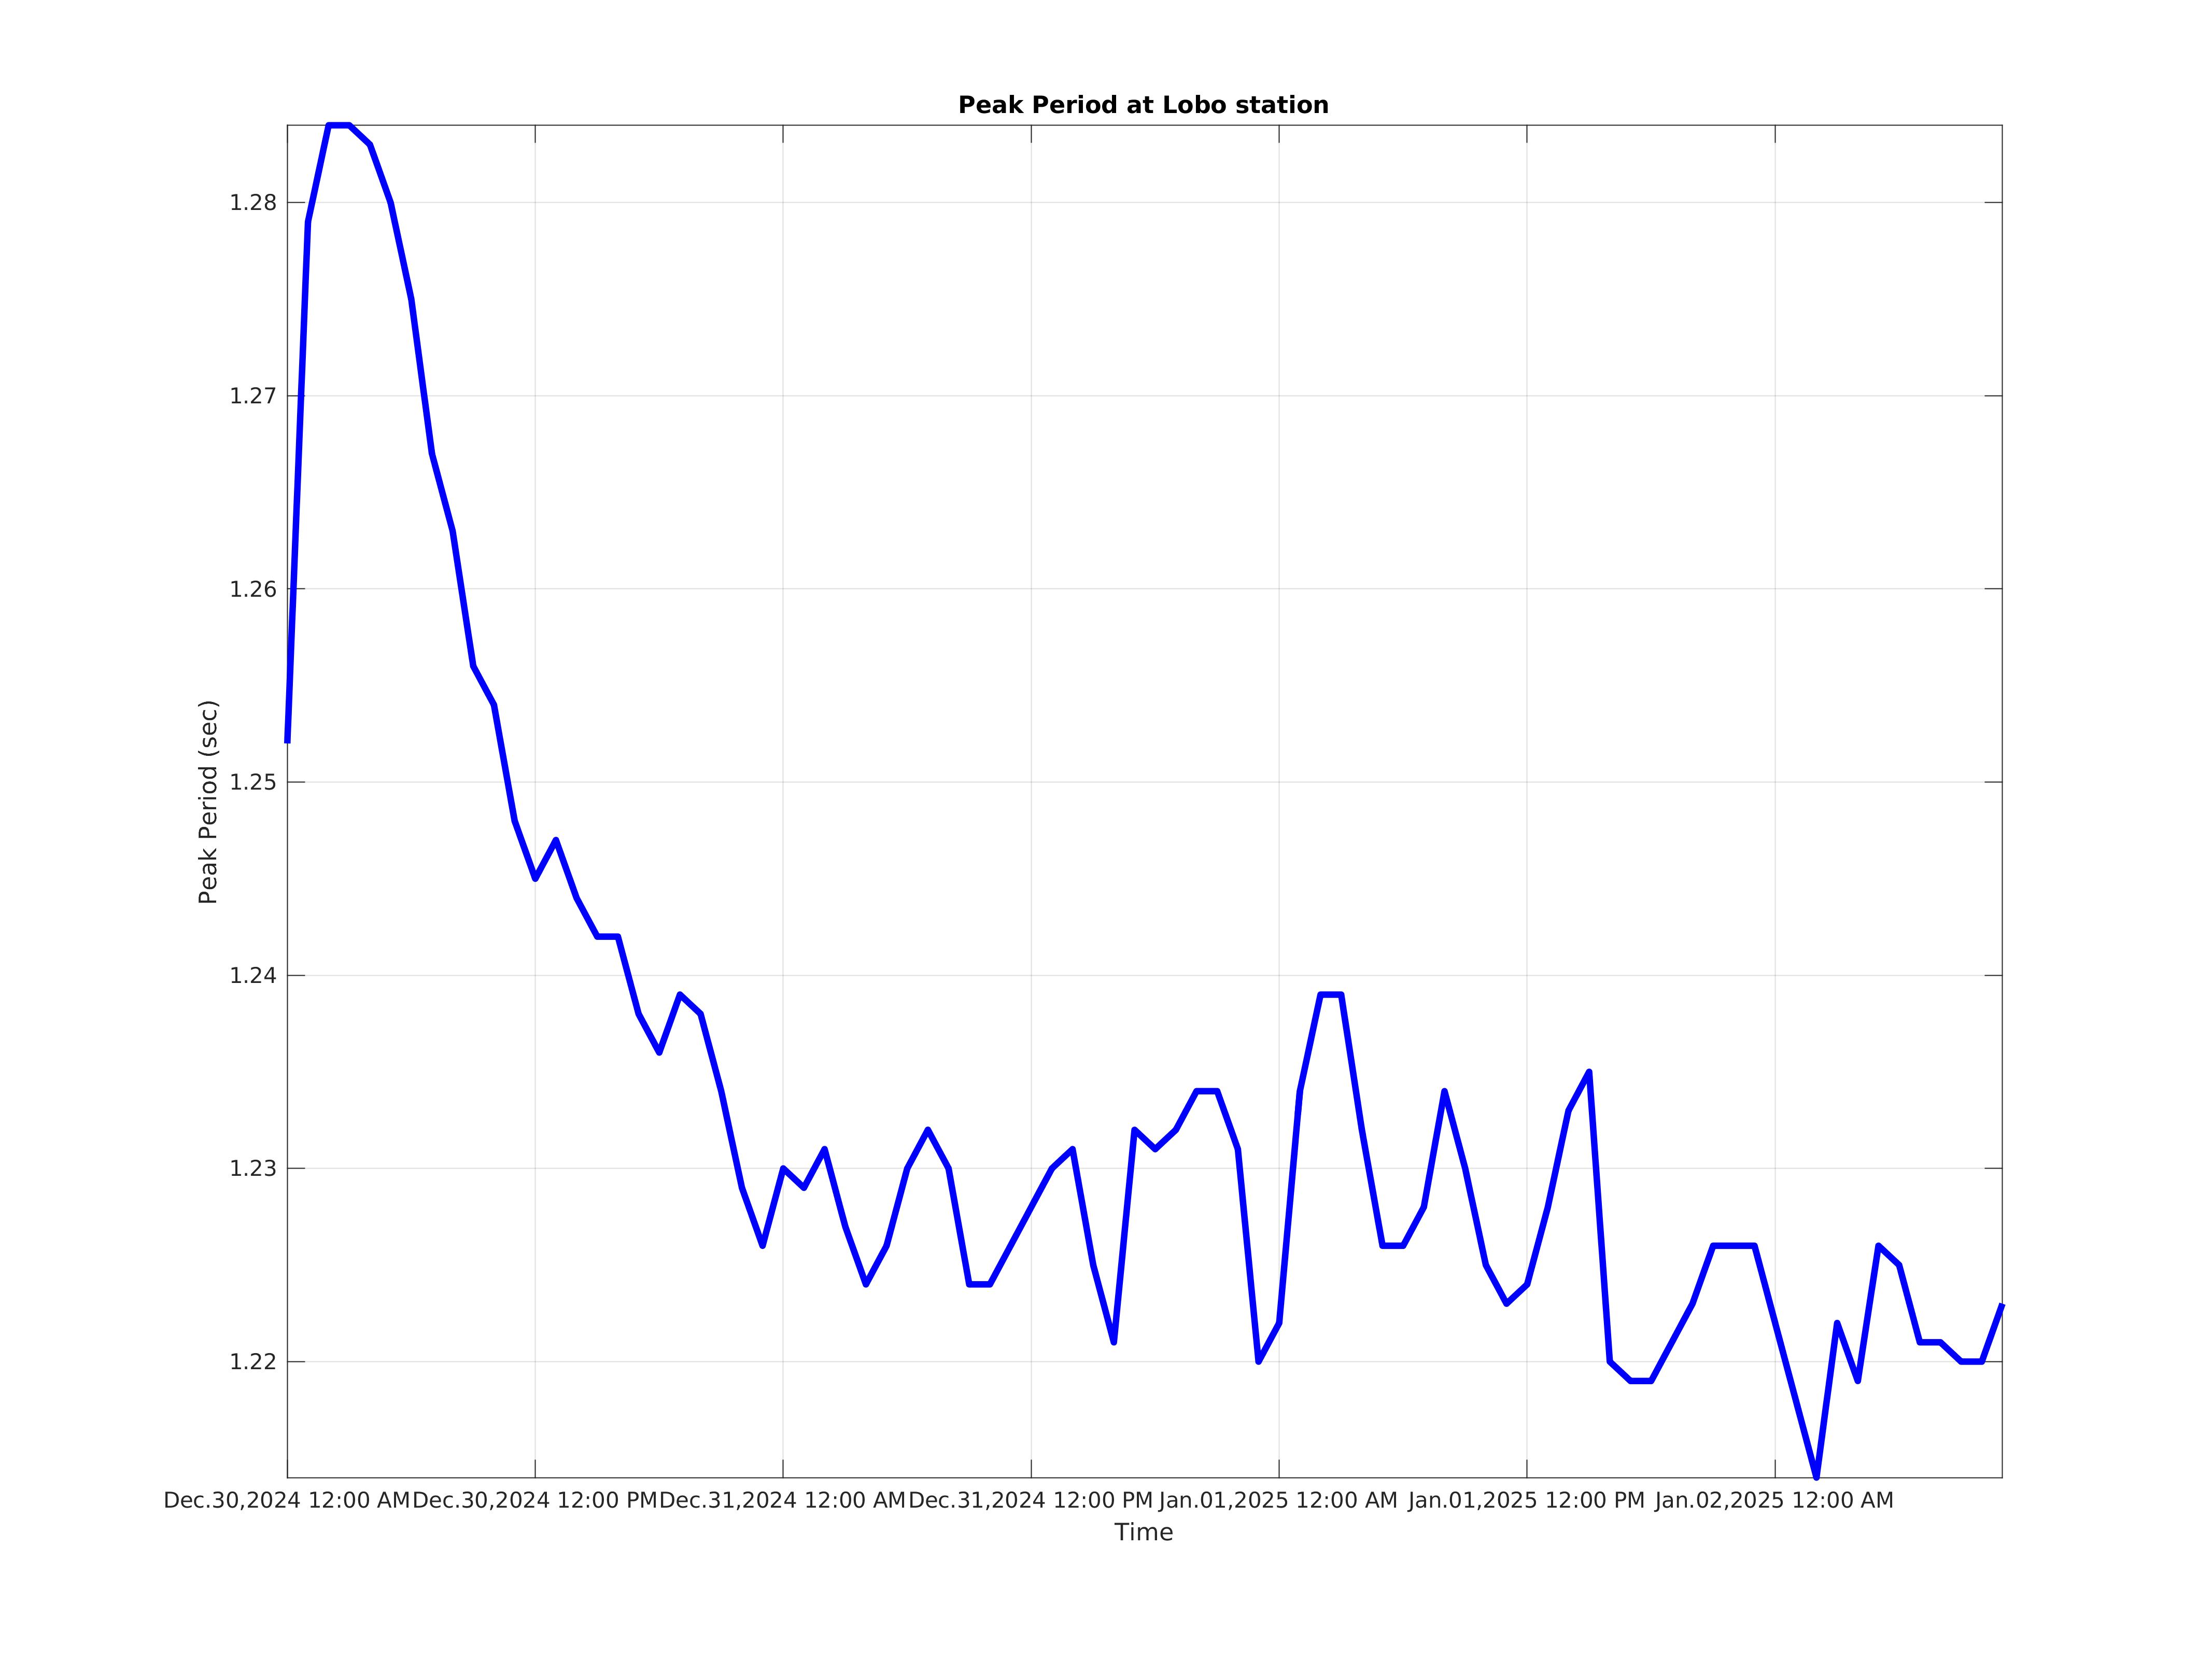 Peak Period at Lobo station
1.28
1.27
1.26
1.25
1.24
1.23
1.22
Peak Period (sec)
Dec.30,2024 12:00 AM Dec.30,2024 12:00 PM Dec.31,2024 12:00 AM Dec.31,2024 12:00 PM Jan.01,2025 12:00 AM Jan.01,2025 12:00 PM Jan.02,2025 12:00 AM
Time